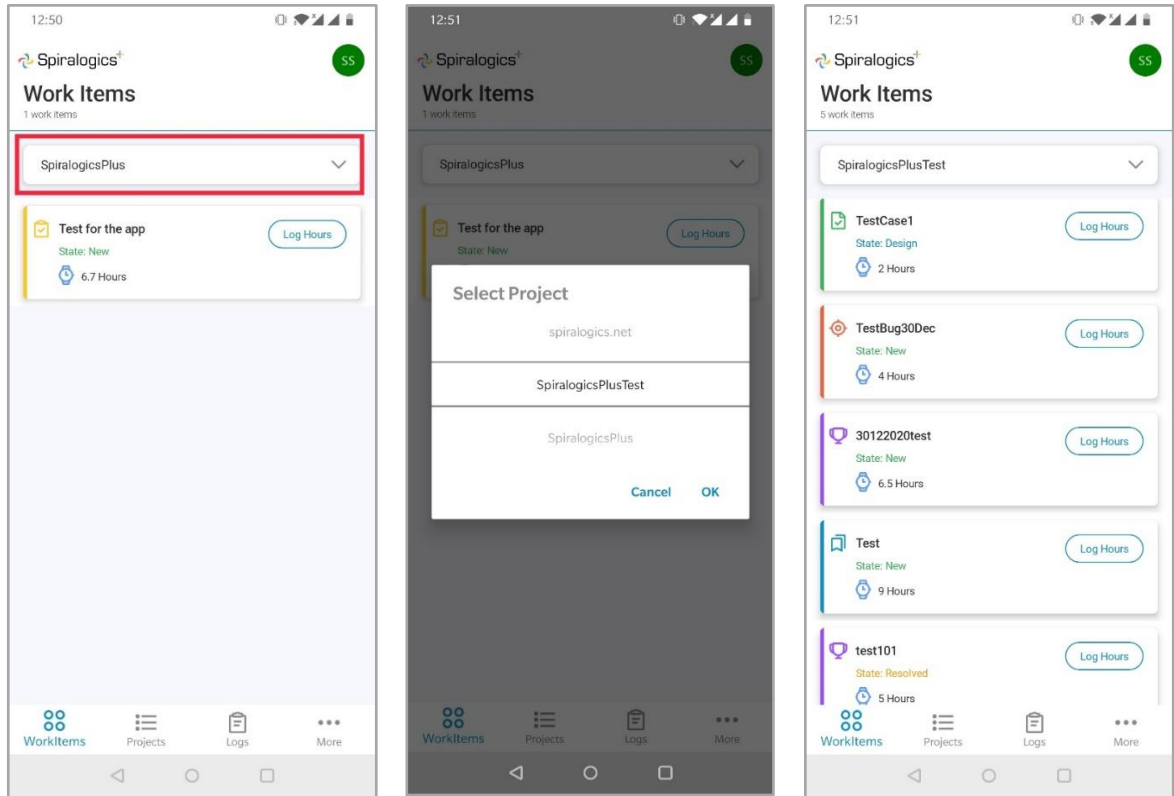 12:50
Spiralogics+
SS
Work Items
1 work items
SpiralogicsPlus
Test for the app
Log Hours
State: New
6.7 Hours
WorkItems
Projects
Logs
More
12:51
Spiralogics+
SS
Work Items
1 work items
SpiralogicsPlus
Test for the app
Log Hours
State: New
Select Project
spiralogics.net
SpiralogicsPlusTest
SpiralogicsPlus
Cancel
OK
WorkItems
Projects
Logs
More
12:51
Spiralogics+
SS
Work Items
5 work items
SpiralogicsPlusTest
TestCase1
Log Hours
State: Design
2 Hours
TestBug30Dec
Log Hours
State: New
4 Hours
30122020test
Log Hours
State: New
6.5 Hours
Test
Log Hours
State: New
9 Hours
test101
Log Hours
State: Resolved
5 Hours
WorkItems
Projects
Logs
More